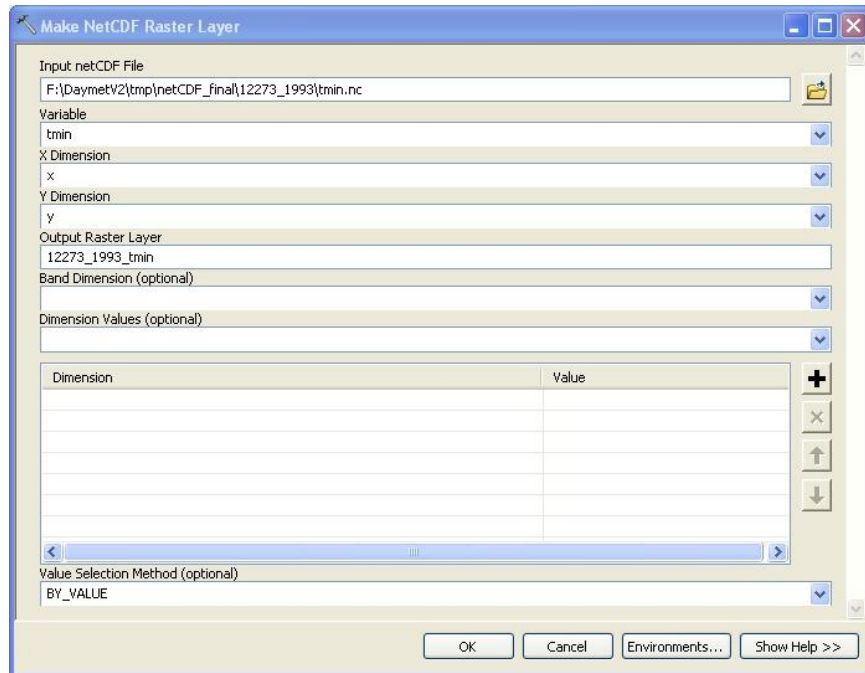 Make NetCDF Raster Layer
Input netCDF File
F:\DaymetV2\tmp\netCDF_final\12273_1993\tmin.nc
Variable
tmin
X Dimension
x
Y Dimension
y
Output Raster Layer
12273_1993_tmin
Band Dimension (optional)
Dimension Values (optional)
Dimension Value
Value Selection Method (optional)
BY_VALUE
OK Cancel Environments... Show Help >>